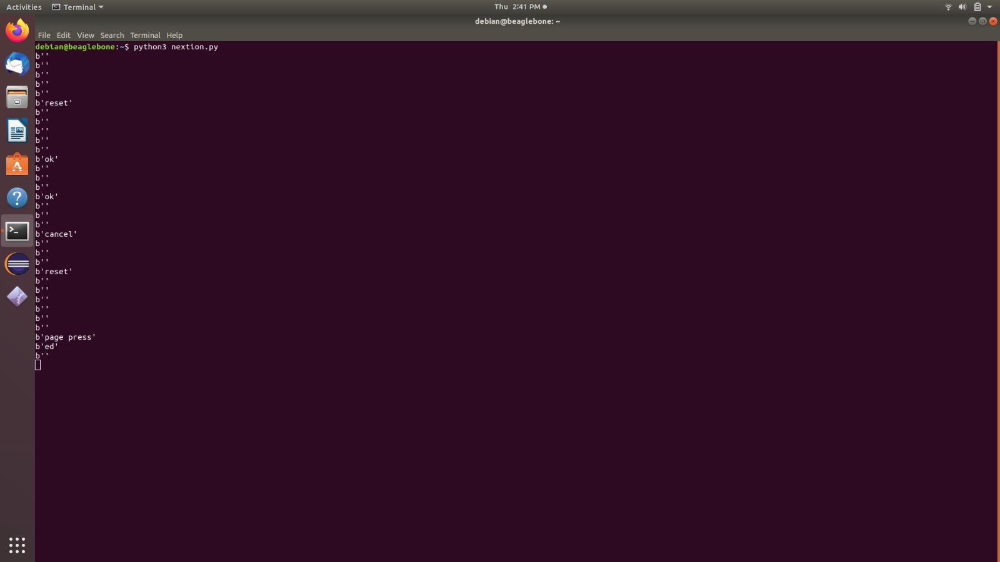 Activities Terminal Thu 2:41 PM
debian@beaglebone: ~
File Edit View Search Terminal Help
debian@beaglebone:~$ python3 nextion.py
b''
b''
b''
b''
b''
b'reset'
b''
b''
b''
b''
b''
b'ok'
b''
b''
b''
b'ok'
b''
b''
b''
b'cancel'
b''
b''
b''
b'reset'
b''
b''
b''
b''
b''
b''
b'page press'
b'ed'
b''